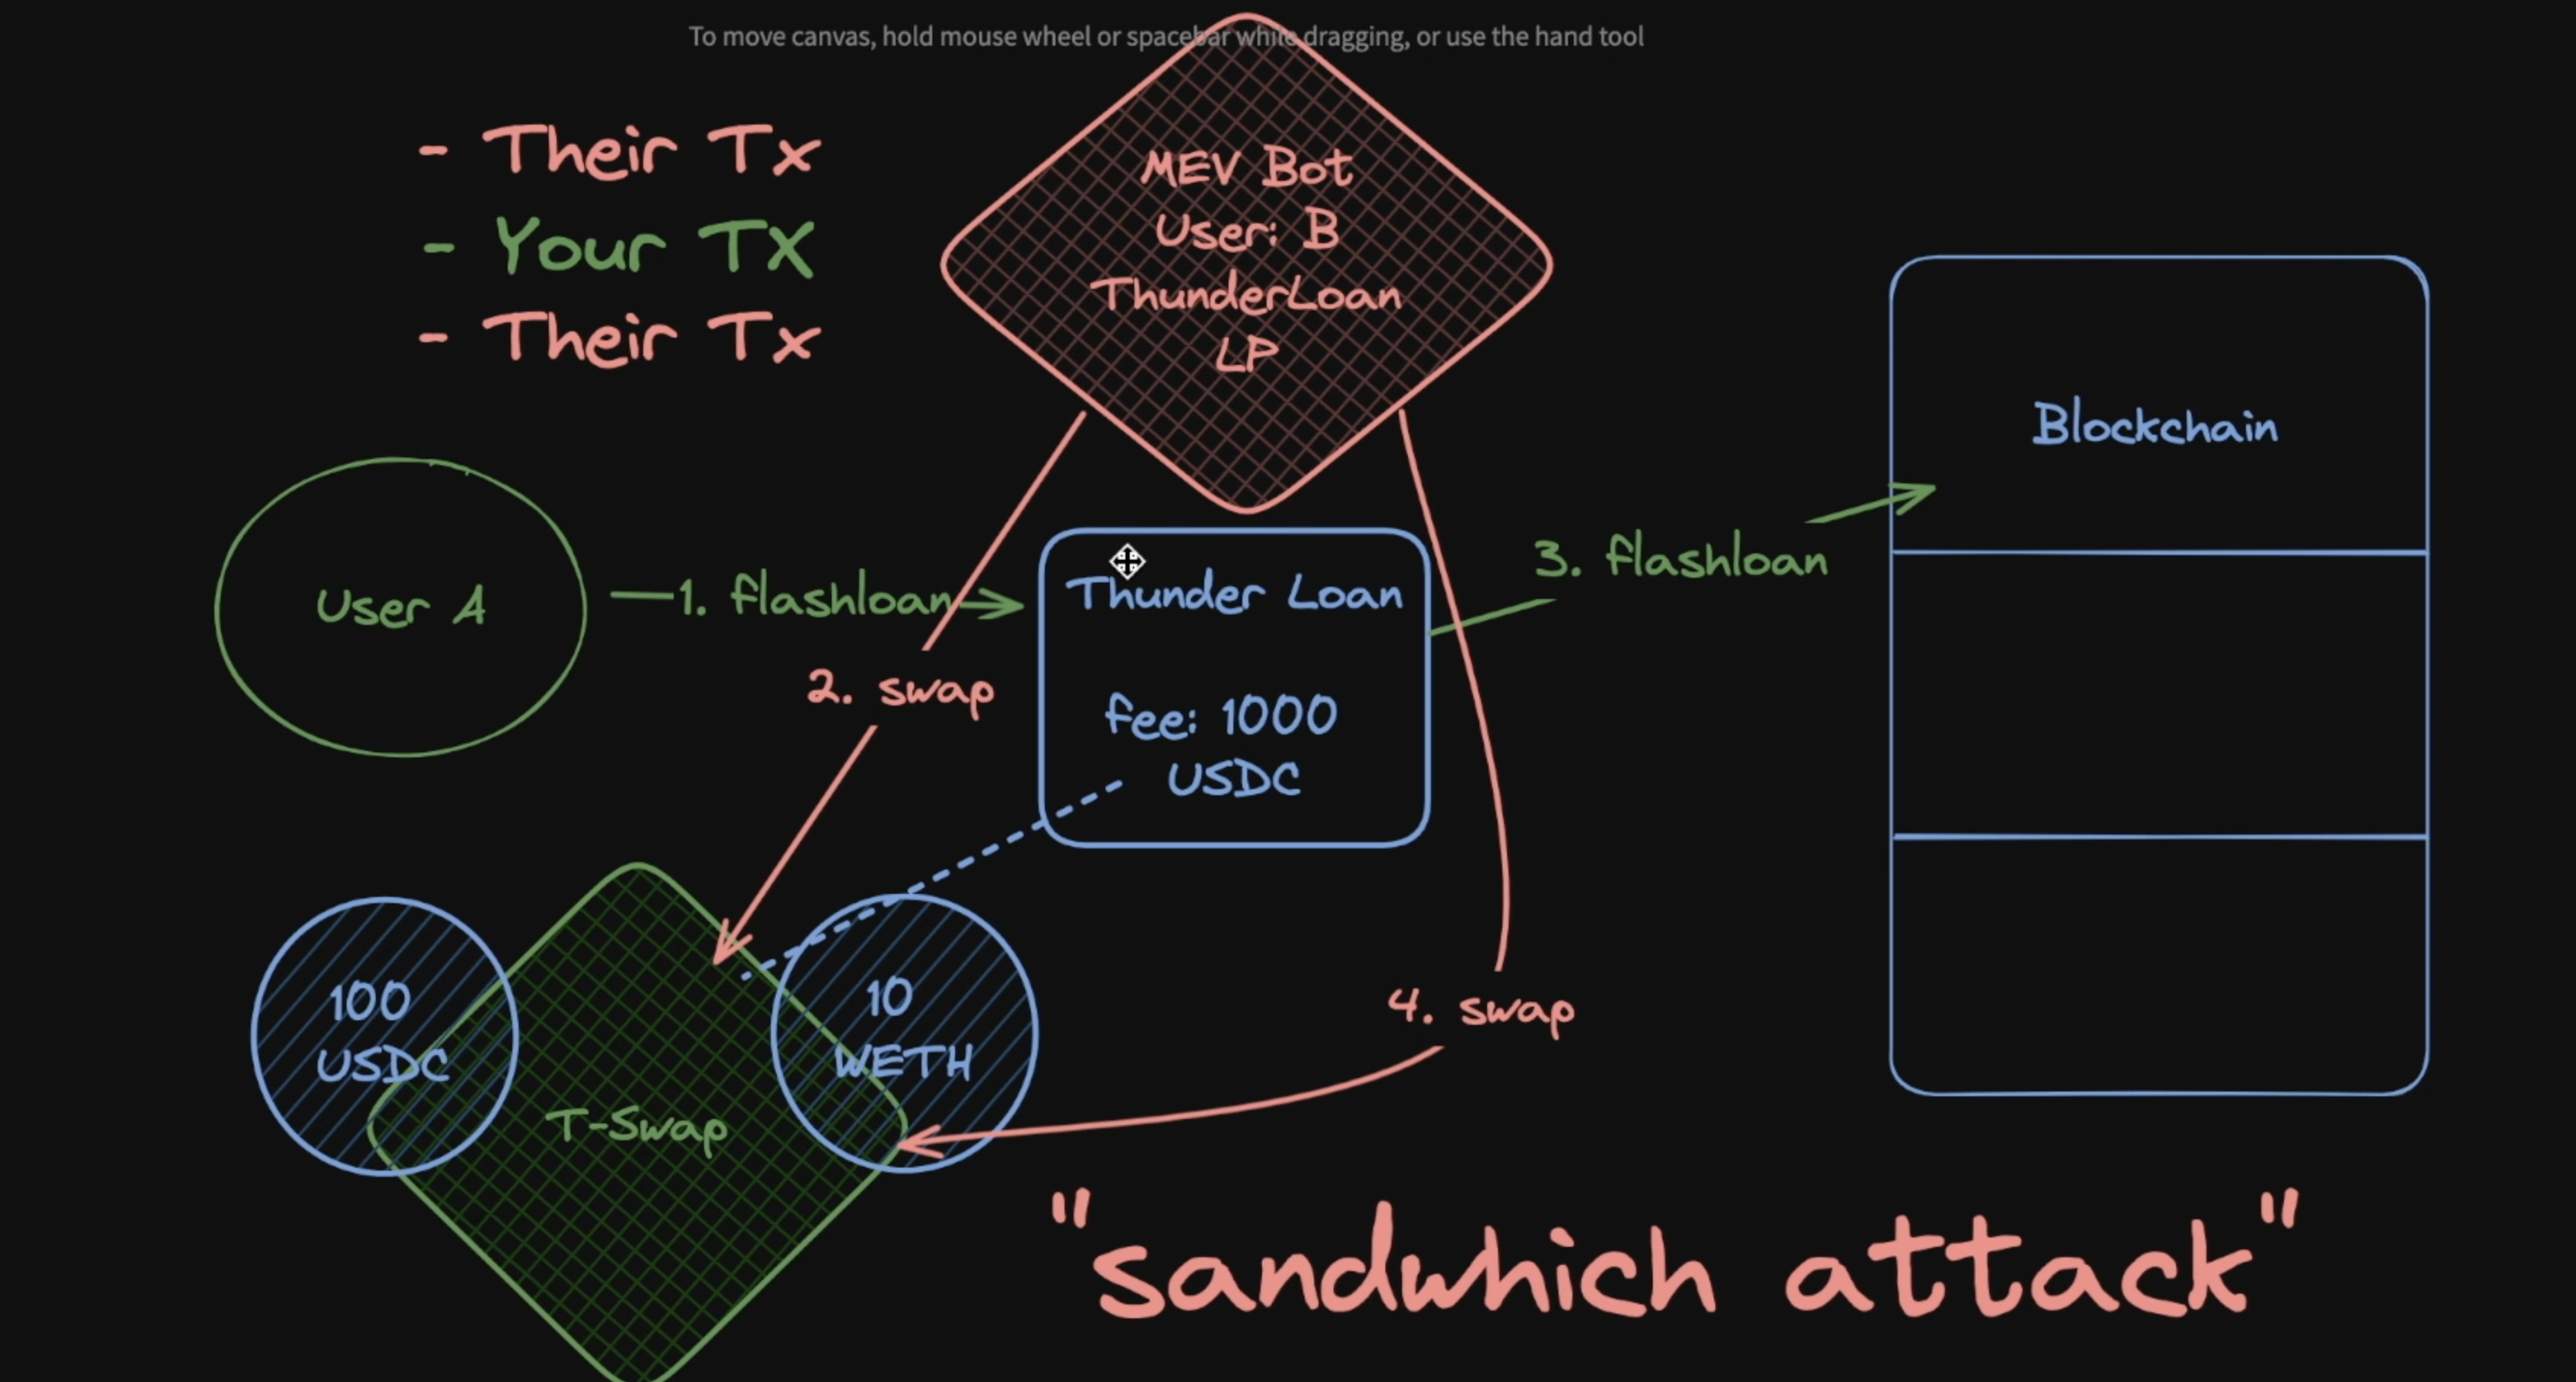 To move canvas, hold mouse wheel or spacebar while dragging, or use the hand tool
- Their Tx
- Your TX
- Their Tx
MEV Bot
User: B
ThunderLoan
LP
Blockchain
User A
1. flashloan
Thunder Loan
fee: 1000
USDC
3. flashloan
2. swap
100
USDC
T-Swap
10
WETH
4. swap
"sandwhich attack"